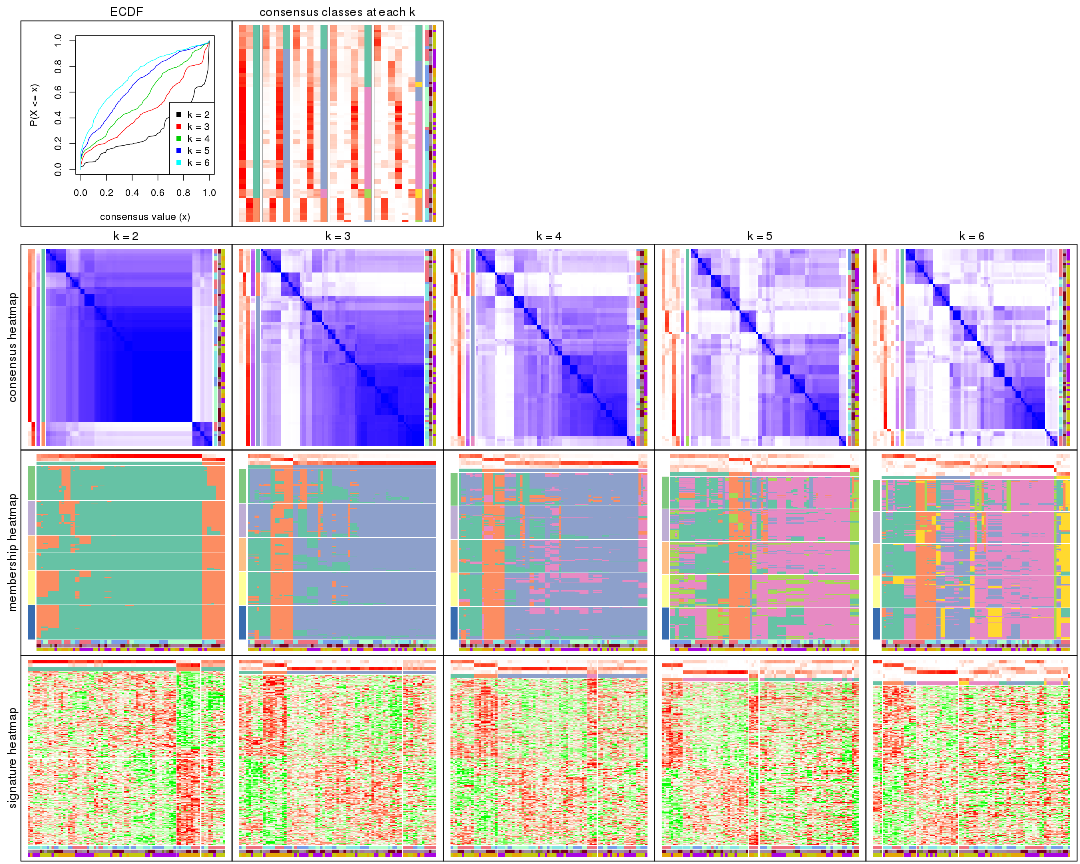 ECDF
consensus classes at each k
P(X <= x)
0.0 0.2 0.4 0.6 0.8 1.0
k = 2
k = 3
k = 4
k = 5
k = 6
0.0 0.2 0.4 0.6 0.8 1.0
consensus value (x)
k = 2
k = 3
k = 4
k = 5
k = 6
consensus heatmap
membership heatmap
signature heatmap